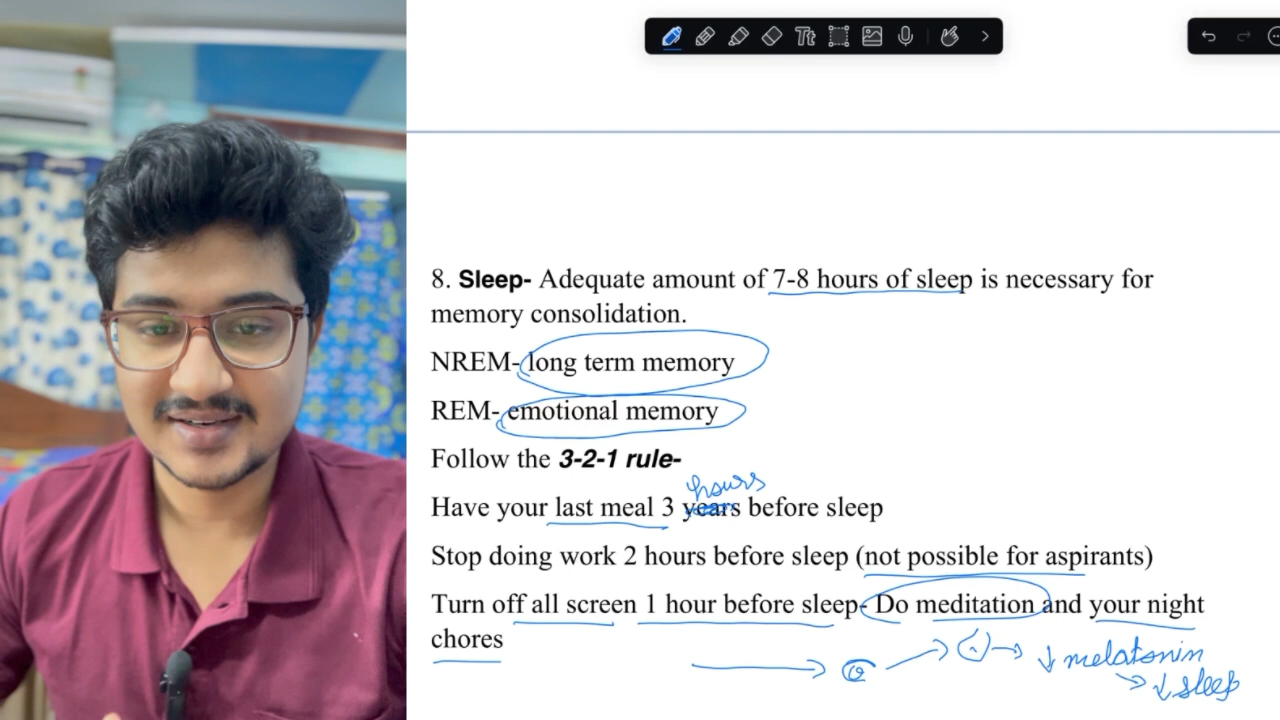 8. Sleep- Adequate amount of 7-8 hours of sleep is necessary for
memory consolidation.
NREM- long term memory
REM- emotional memory
Follow the 3-2-1 rule-
hours
Have your last meal 3 years before sleep
Stop doing work 2 hours before sleep (not possible for aspirants)
Turn off all screen 1 hour before sleep- Do meditation and your night
chores
↓ melatonin
↓ sleep